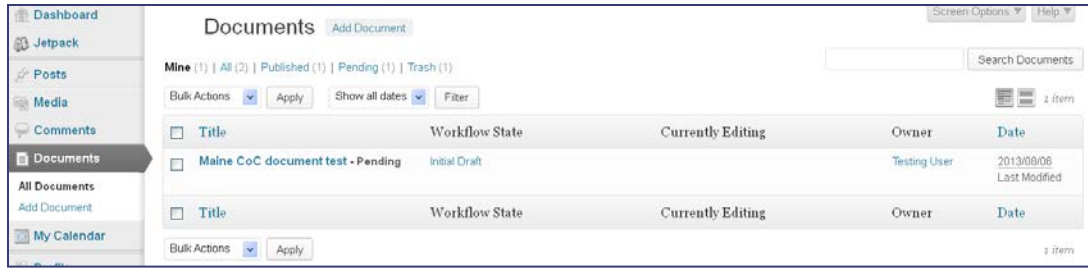 Dashboard
Jetpack
Posts
Media
Comments
Documents
All Documents
Add Document
My Calendar
Documents Add Document
Screen Options Help
Mine (1) | All (2) | Published (1) | Pending (1) | Trash (1)
Search Documents
Bulk Actions Apply Show all dates Filter
1 item
Title Workflow State Currently Editing Owner Date
Maine CoC document test - Pending Initial Draft Testing User 2013/08/06
Last Modified
Title Workflow State Currently Editing Owner Date
Bulk Actions Apply
1 item